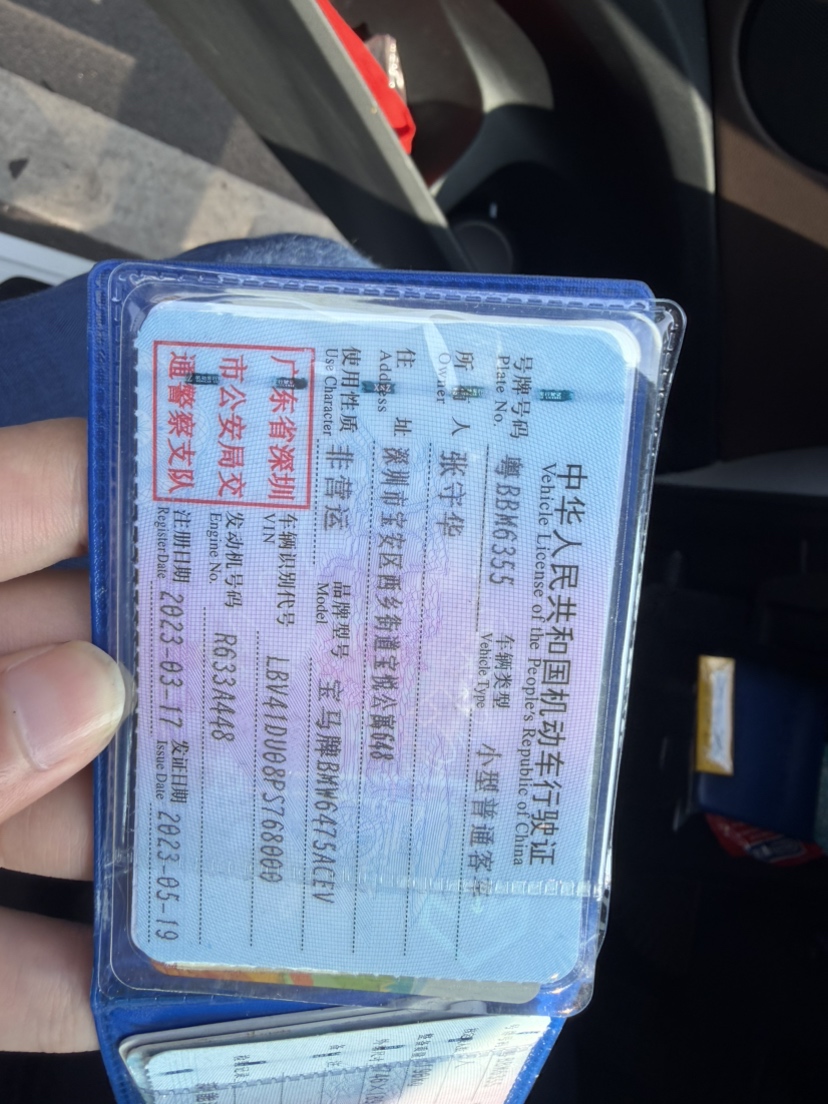 中华人民共和国机动车行驶证
Vehicle License of the People's Republic of China
号牌号码 粤BBM6355 车辆类型 小型普通客车
Plate No. Vehicle Type
所有人 张守华
Owner
住址 深圳市宝安区西乡街道宝悦公寓648
Address
使用性质 非营运 品牌型号 宝马牌BMW6475ACEV
Use Character Model
广东省深圳
市公安局交
通警察支队
车辆识别代号 LBV41DU08PS768000
VIN
发动机号码 R633A448
Engine No.
注册日期 2023-03-17 发证日期 2023-05-19
Register Date Issue Date